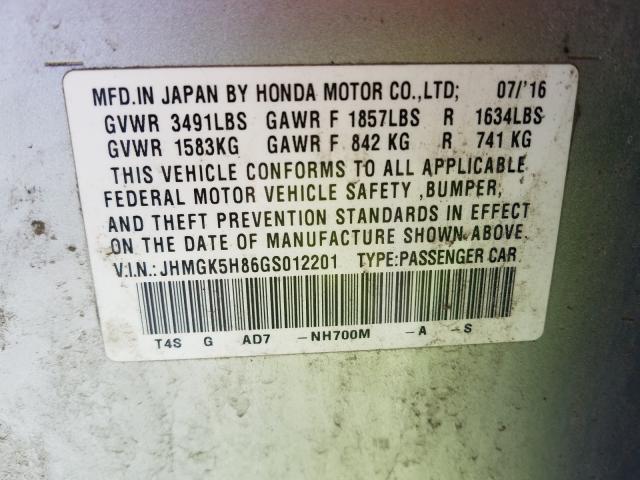 MFD.IN JAPAN BY HONDA MOTOR CO.,LTD; 07/'16
GVWR 3491LBS GAWR F 1857LBS R 1634LBS
GVWR 1583KG GAWR F 842 KG R 741 KG
THIS VEHICLE CONFORMS TO ALL APPLICABLE
FEDERAL MOTOR VEHICLE SAFETY ,BUMPER,
AND THEFT PREVENTION STANDARDS IN EFFECT
ON THE DATE OF MANUFACTURE SHOWN ABOVE.
V.I.N.: JHMGK5H86GS012201 TYPE:PASSENGER CAR
T4S G AD7 -NH700M -A -S